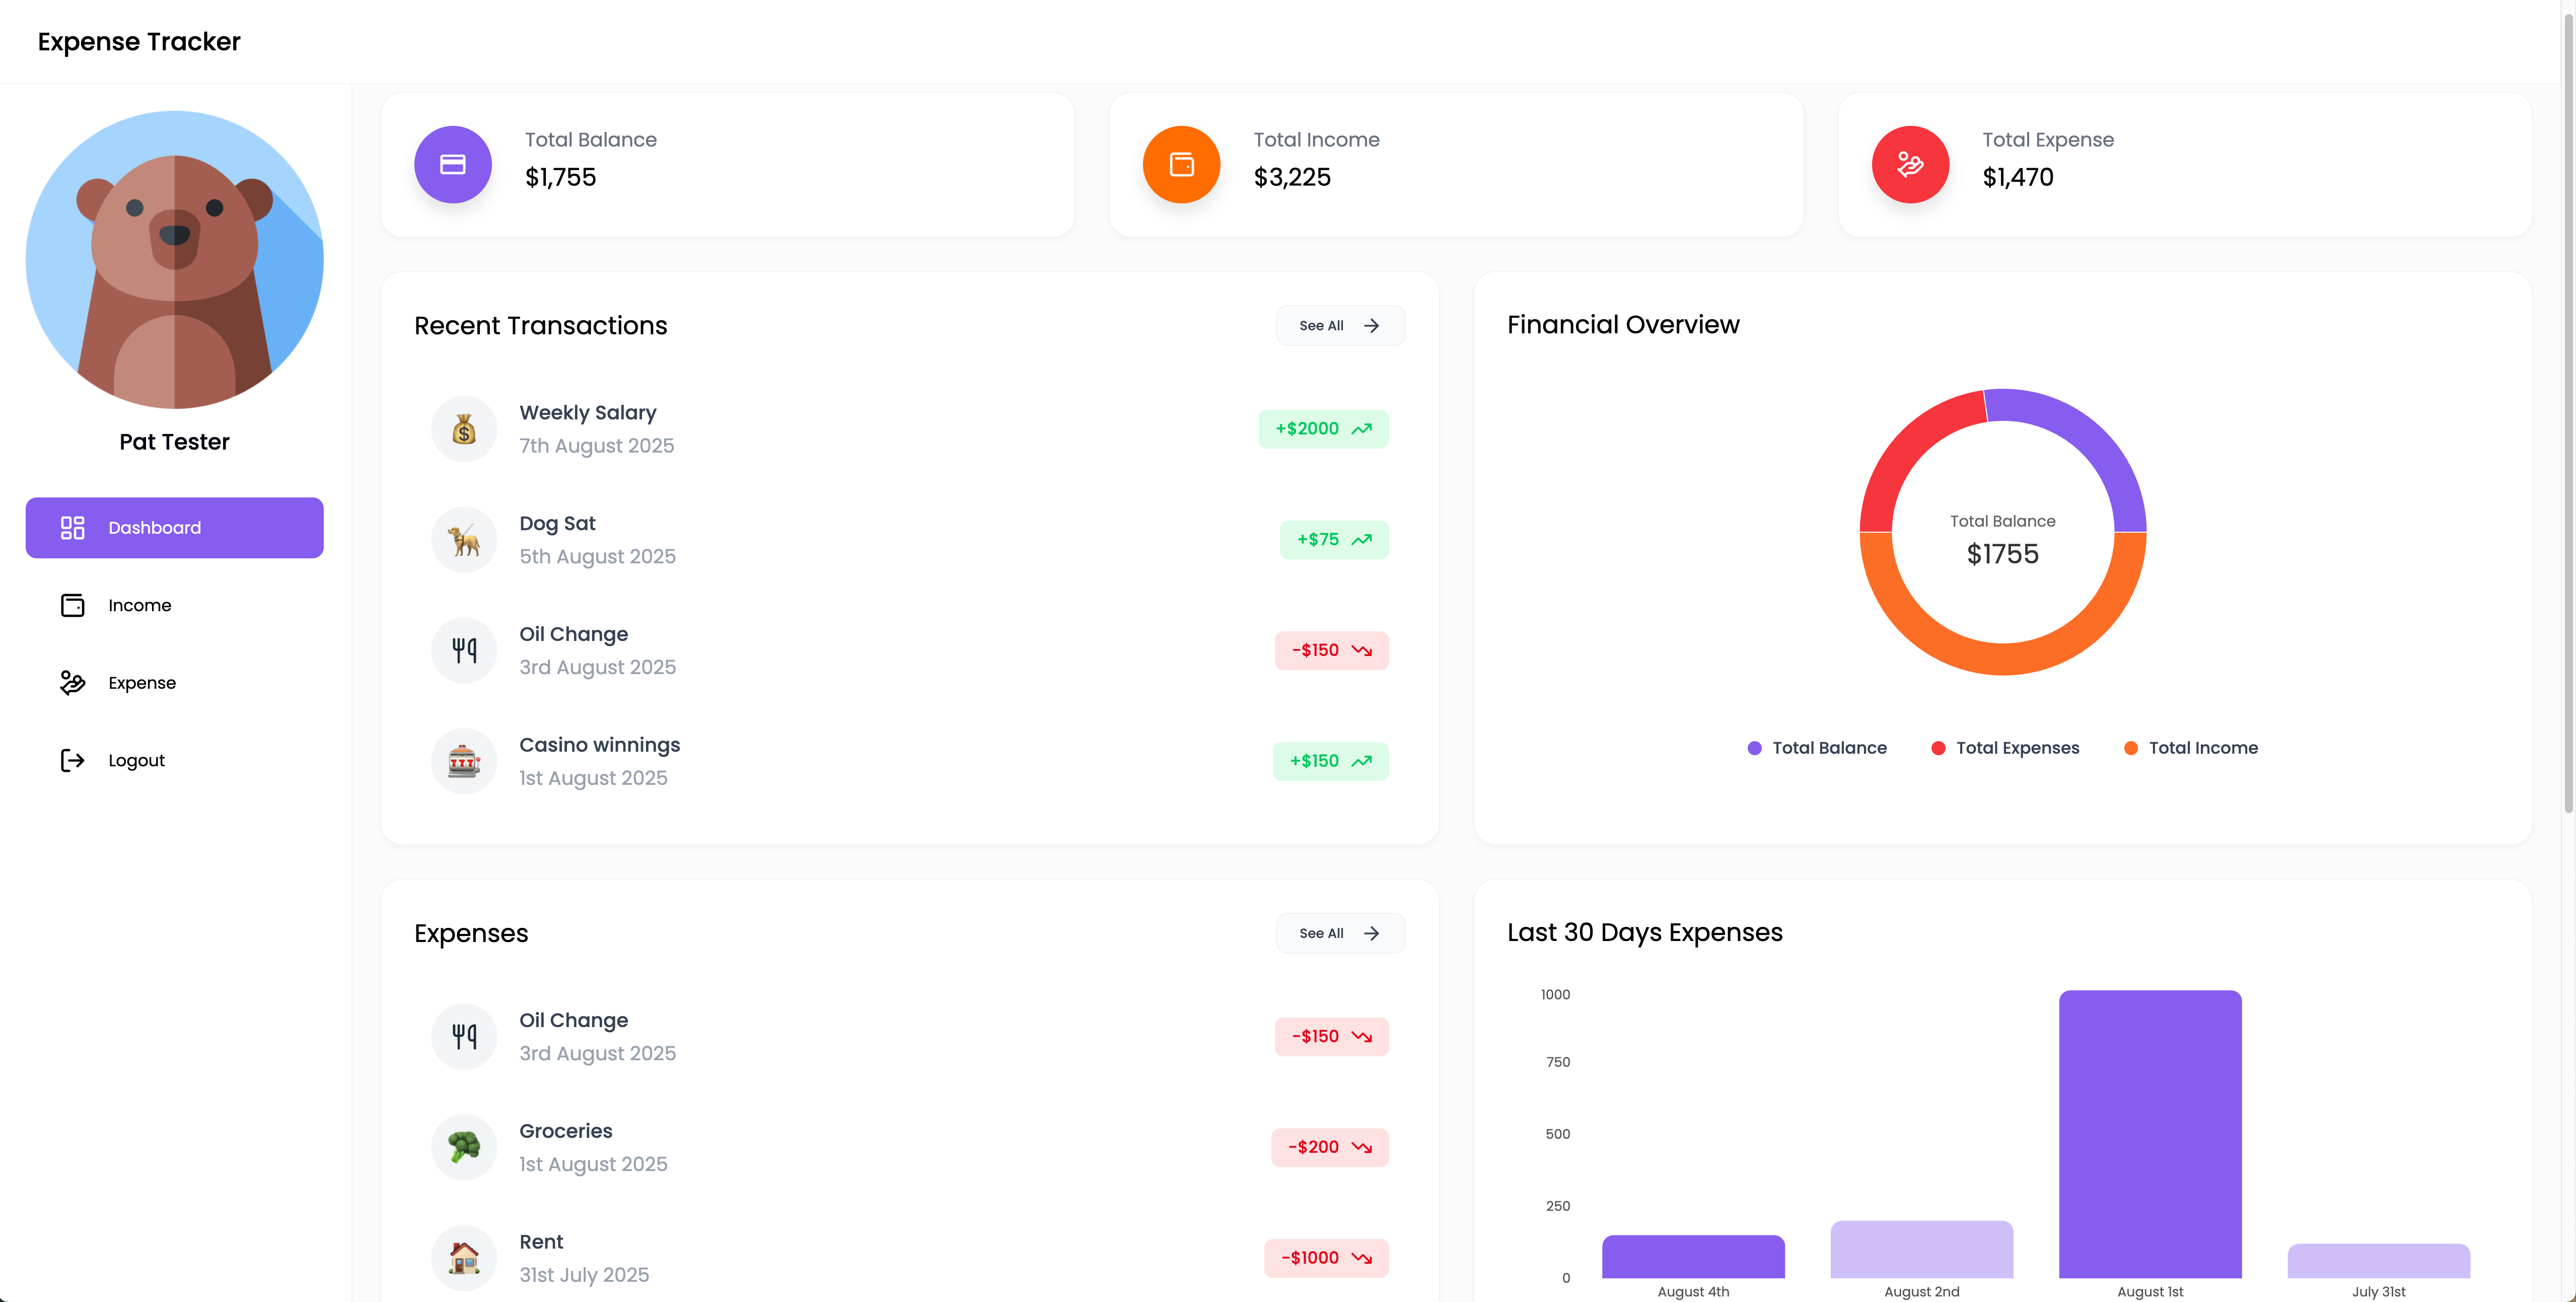 Expense Tracker
Pat Tester
Dashboard
Income
Expense
Logout
Total Balance
$1,755
Total Income
$3,225
Total Expense
$1,470
Recent Transactions
See All
Weekly Salary
7th August 2025
+$2000
Dog Sat
5th August 2025
+$75
Oil Change
3rd August 2025
-$150
Casino winnings
1st August 2025
+$150
Financial Overview
Total Balance
$1755
Total Balance
Total Expenses
Total Income
Expenses
See All
Oil Change
3rd August 2025
-$150
Groceries
1st August 2025
-$200
Rent
31st July 2025
-$1000
Last 30 Days Expenses
1000
750
500
250
0
August 4th
August 2nd
August 1st
July 31st